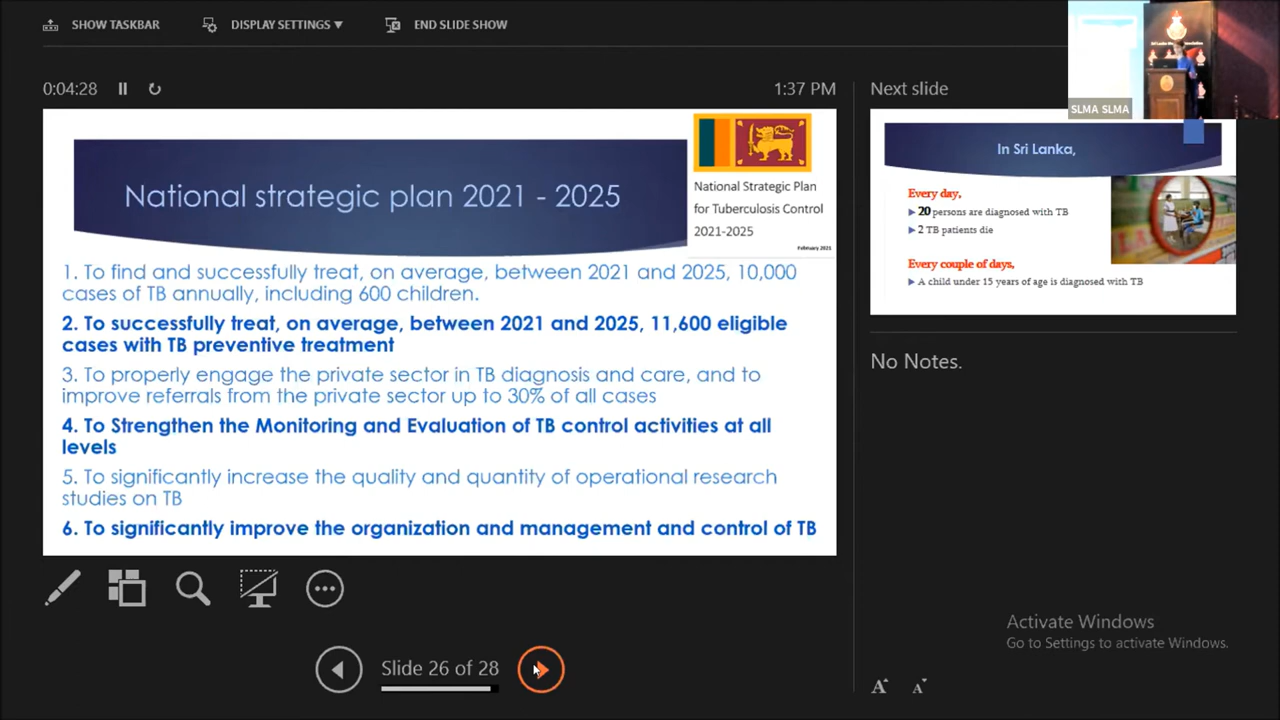 SHOW TASKBAR
DISPLAY SETTINGS ▼
END SLIDE SHOW
SLMA SLMA
0:04:28
1:37 PM
National strategic plan 2021 - 2025
National Strategic Plan
for Tuberculosis Control
2021-2025
February 2021
1. To find and successfully treat, on average, between 2021 and 2025, 10,000
cases of TB annually, including 600 children.
2. To successfully treat, on average, between 2021 and 2025, 11,600 eligible
cases with TB preventive treatment
3. To properly engage the private sector in TB diagnosis and care, and to
improve referrals from the private sector up to 30% of all cases
4. To Strengthen the Monitoring and Evaluation of TB control activities at all
levels
5. To significantly increase the quality and quantity of operational research
studies on TB
6. To significantly improve the organization and management and control of TB
Slide 26 of 28
Next slide
In Sri Lanka,
Every day,
20 persons are diagnosed with TB
2 TB patients die
Every couple of days,
A child under 15 years of age is diagnosed with TB
No Notes.
Activate Windows
Go to Settings to activate Windows.
A A